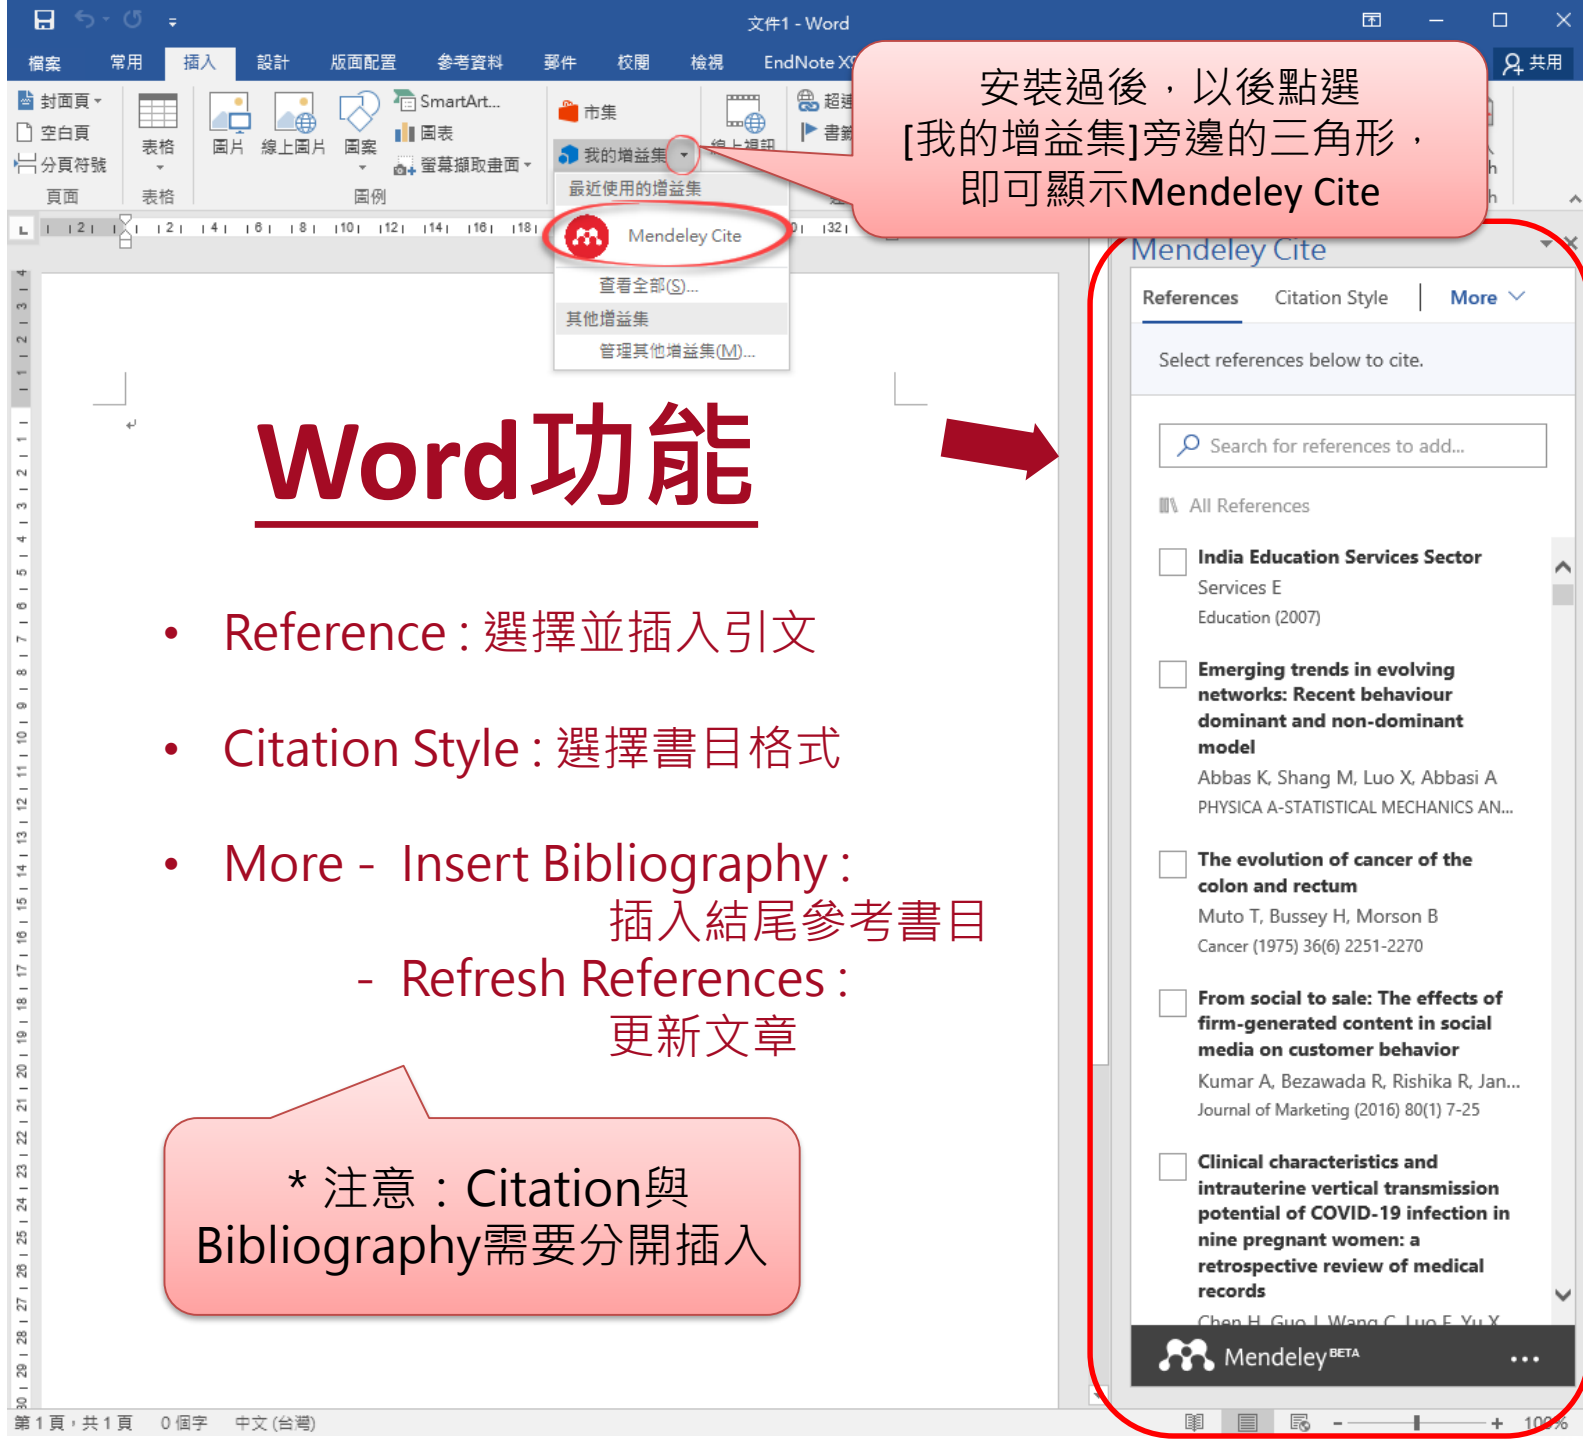 文件1 - Word
檔案 常用 插入 設計 版面配置 參考資料 郵件 校閱 檢視 EndNote 共用
封面頁
空白頁
分頁符號
頁面
表格
表格
圖片
線上圖片
圖案
SmartArt...
圖表
螢幕擷取畫面
圖例
市集
我的增益集
最近使用的增益集
Mendeley Cite
查看全部(S)...
其他增益集
管理其他增益集(M)...
安裝過後，以後點選
[我的增益集]旁邊的三角形，
即可顯示Mendeley Cite
Word功能
• Reference : 選擇並插入引文
• Citation Style : 選擇書目格式
• More - Insert Bibliography :
插入結尾參考書目
- Refresh References :
更新文章
* 注意：Citation與
Bibliography需要分開插入
Mendeley Cite
References Citation Style More
Select references below to cite.
Search for references to add...
All References
India Education Services Sector
Services E
Education (2007)
Emerging trends in evolving
networks: Recent behaviour
dominant and non-dominant
model
Abbas K, Shang M, Luo X, Abbasi A
PHYSICA A-STATISTICAL MECHANICS AN...
The evolution of cancer of the
colon and rectum
Muto T, Bussey H, Morson B
Cancer (1975) 36(6) 2251-2270
From social to sale: The effects of
firm-generated content in social
media on customer behavior
Kumar A, Bezawada R, Rishika R, Jan...
Journal of Marketing (2016) 80(1) 7-25
Clinical characteristics and
intrauterine vertical transmission
potential of COVID-19 infection in
nine pregnant women: a
retrospective review of medical
records
Chen H, Guo J, Wang C, Luo F, Yu X
Mendeley BETA
第 1 頁，共 1 頁 0 個字 中文 (台灣)
100%